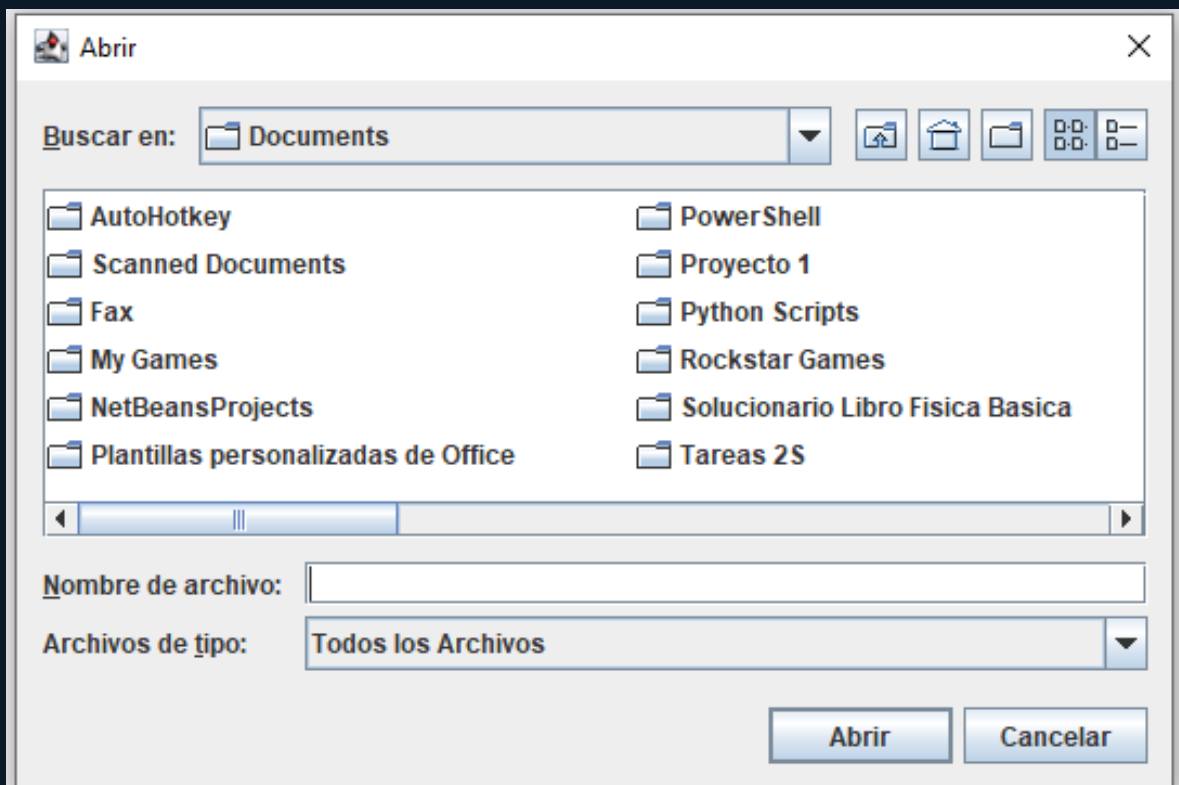 Abrir
Buscar en: Documents
AutoHotkey PowerShell
Scanned Documents Proyecto 1
Fax Python Scripts
My Games Rockstar Games
NetBeansProjects Solucionario Libro Fisica Basica
Plantillas personalizadas de Office Tareas 2S
Nombre de archivo:
Archivos de tipo: Todos los Archivos
Abrir Cancelar